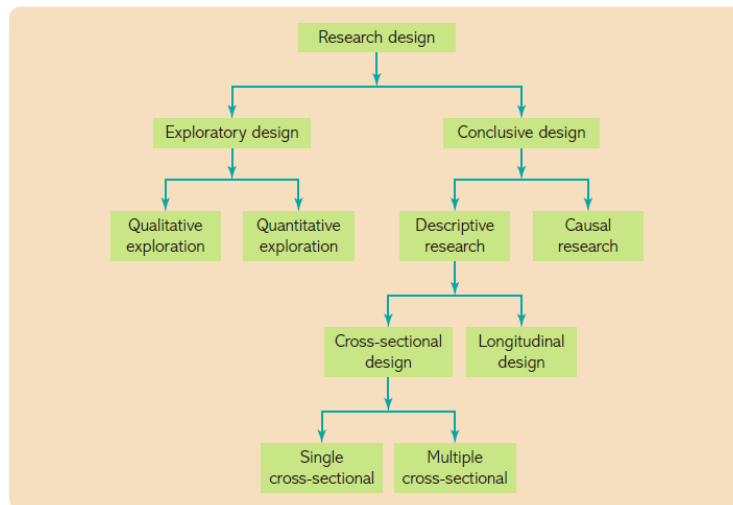 Research design
Exploratory design
Conclusive design
Qualitative
exploration
Quantitative
exploration
Descriptive
research
Causal
research
Cross-sectional
design
Longitudinal
design
Single
cross-sectional
Multiple
cross-sectional